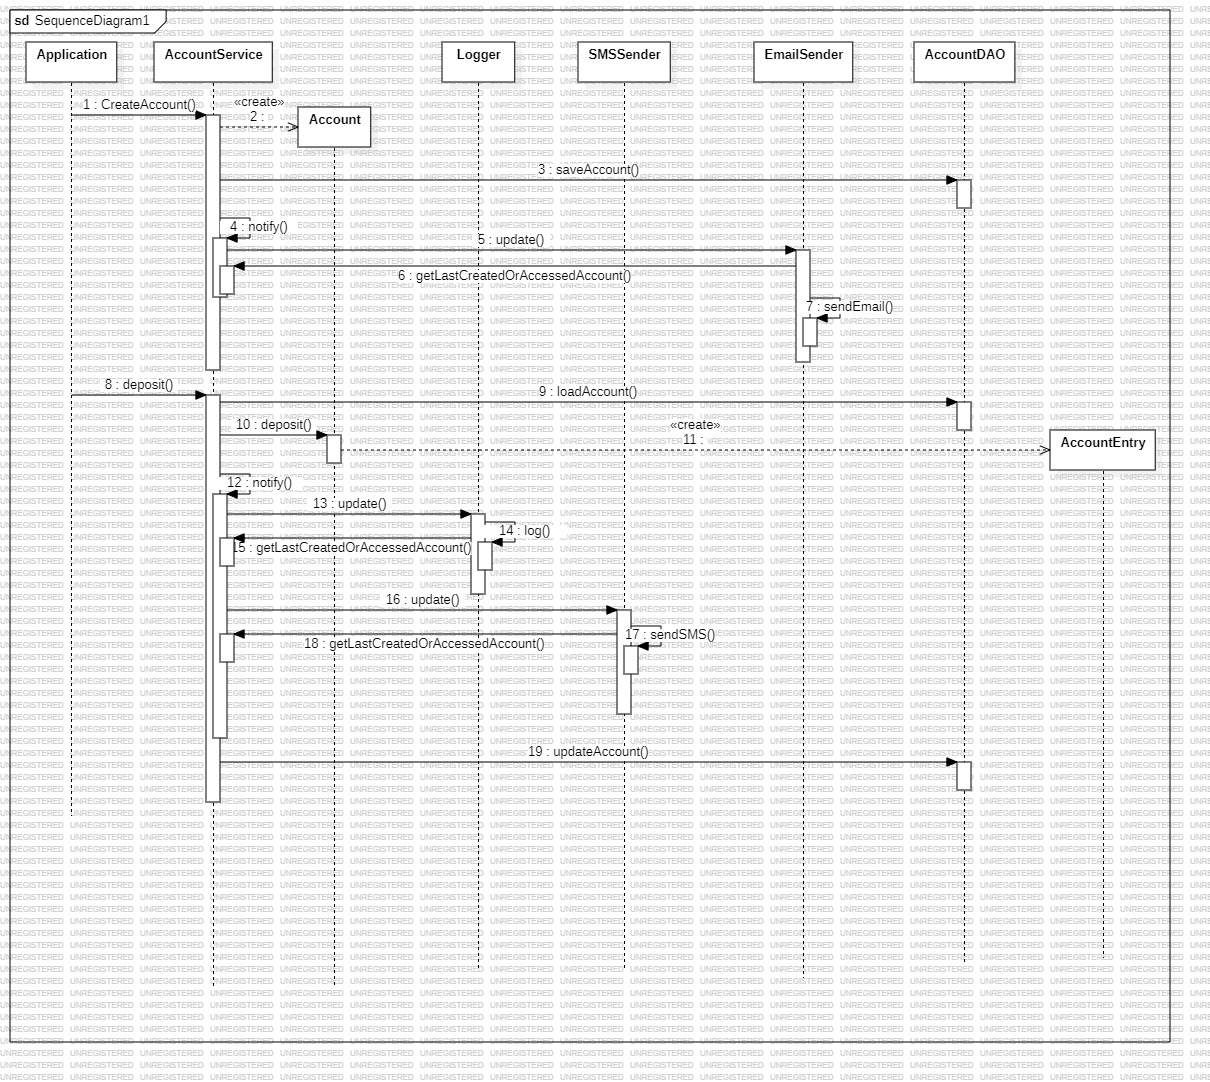 sd SequenceDiagram1
Application
AccountService
Logger
SMSSender
EmailSender
AccountDAO
1 : CreateAccount()
«create»
2 :
Account
3 : saveAccount()
4 : notify()
5 : update()
6 : getLastCreatedOrAccessedAccount()
7 : sendEmail()
8 : deposit()
9 : loadAccount()
10 : deposit()
«create»
11 :
AccountEntry
12 : notify()
13 : update()
14 : log()
15 : getLastCreatedOrAccessedAccount()
16 : update()
17 : sendSMS()
18 : getLastCreatedOrAccessedAccount()
19 : updateAccount()
UNREGISTERED